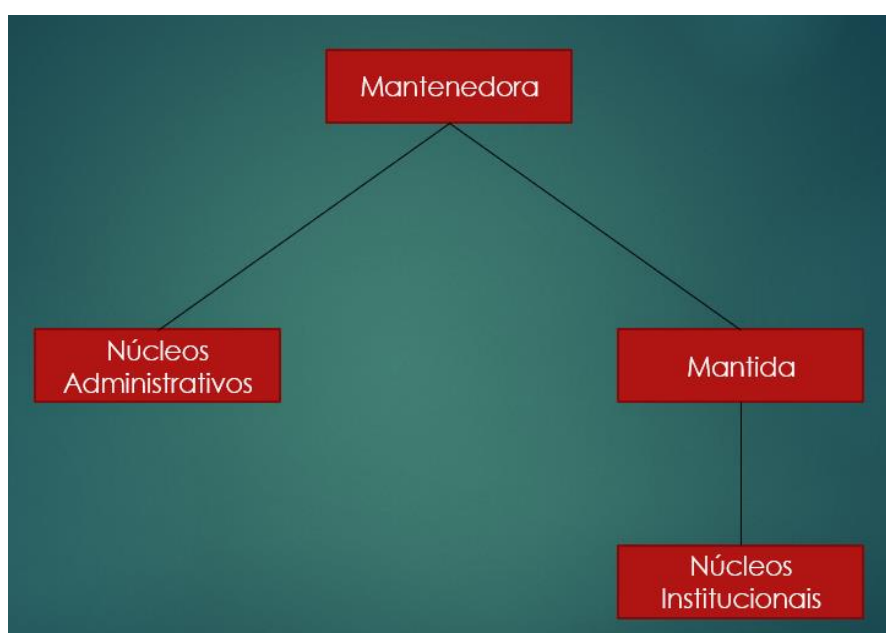 Mantenedora
Núcleos
Administrativos
Mantida
Núcleos
Institucionais